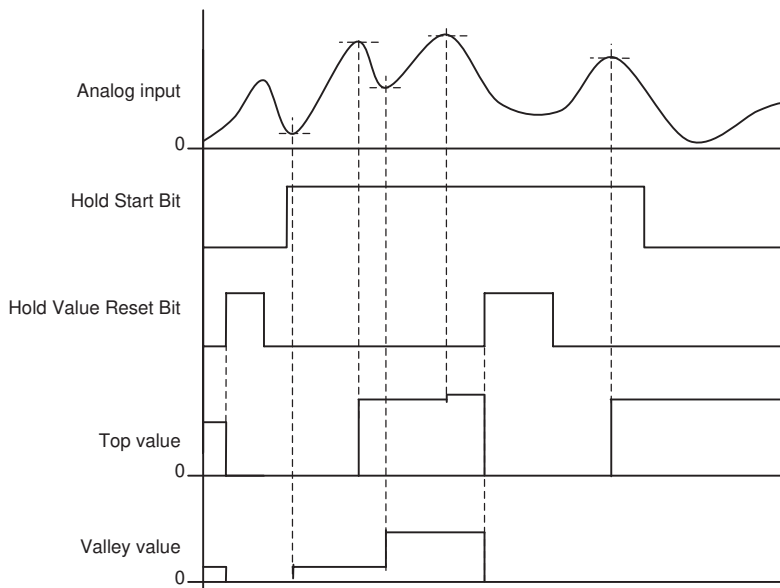 Analog input
0
Hold Start Bit
Hold Value Reset Bit
Top value
0
Valley value
0